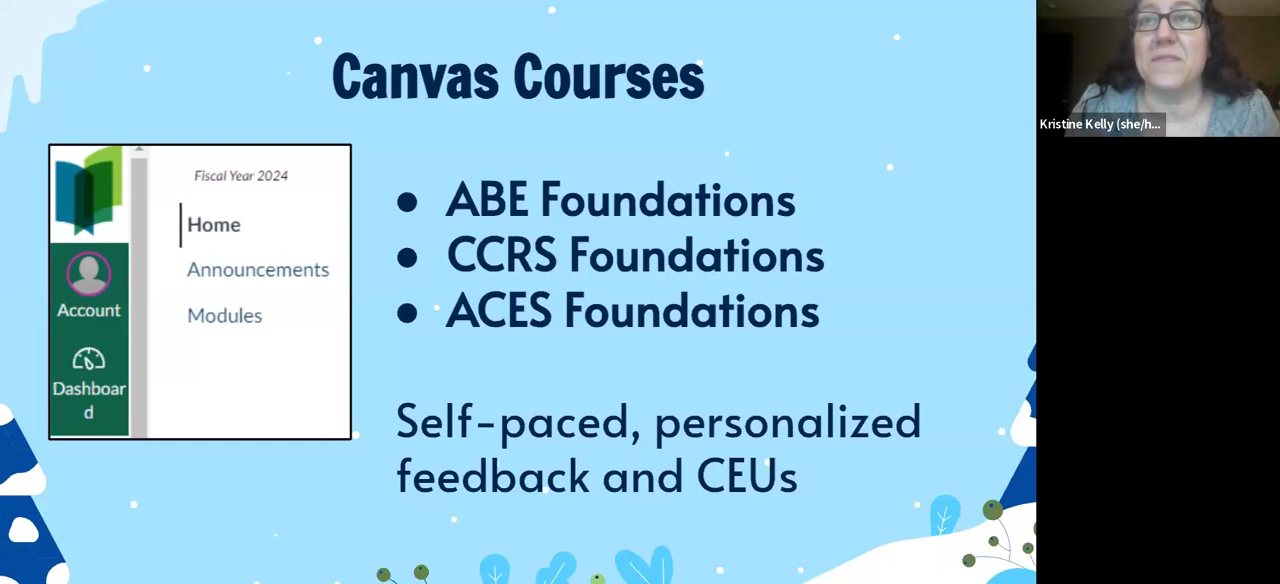 Canvas Courses
Fiscal Year 2024
Home
Announcements
Modules
Account
Dashboar
d
• ABE Foundations
• CCRS Foundations
• ACES Foundations
Self-paced, personalized
feedback and CEUs
Kristine Kelly (she/h...